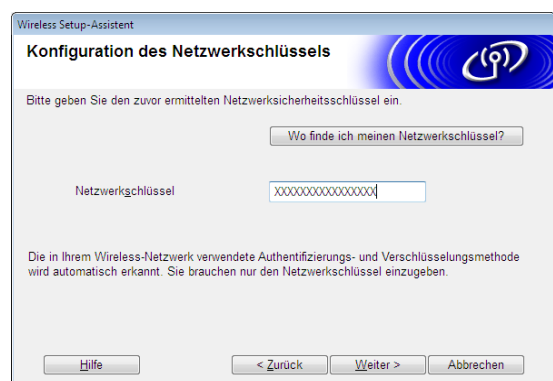 Wireless Setup-Assistent
Konfiguration des Netzwerkschlüssels
Bitte geben Sie den zuvor ermittelten Netzwerksicherheitsschlüssel ein.
Wo finde ich meinen Netzwerkschlüssel?
Netzwerkschlüssel XXXXXXXXXXXXXXXX
Die in Ihrem Wireless-Netzwerk verwendete Authentifizierungs- und Verschlüsselungsmethode
wird automatisch erkannt. Sie brauchen nur den Netzwerkschlüssel einzugeben.
Hilfe < Zurück Weiter > Abbrechen